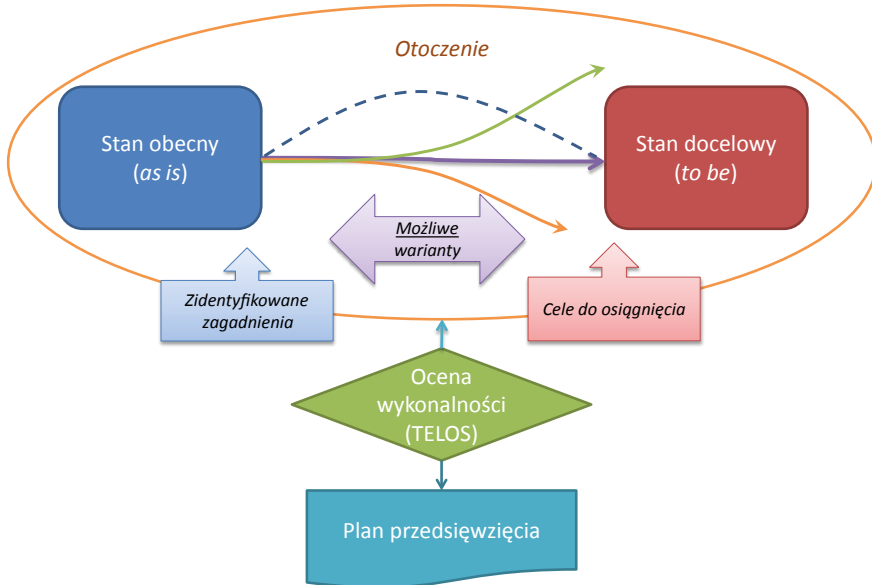 Otoczenie
Stan obecny
(as is)
Stan docelowy
(to be)
Możliwe
warianty
Zidentyfikowane
zagadnienia
Cele do osiągnięcia
Ocena
wykonalności
(TELOS)
Plan przedsięwzięcia